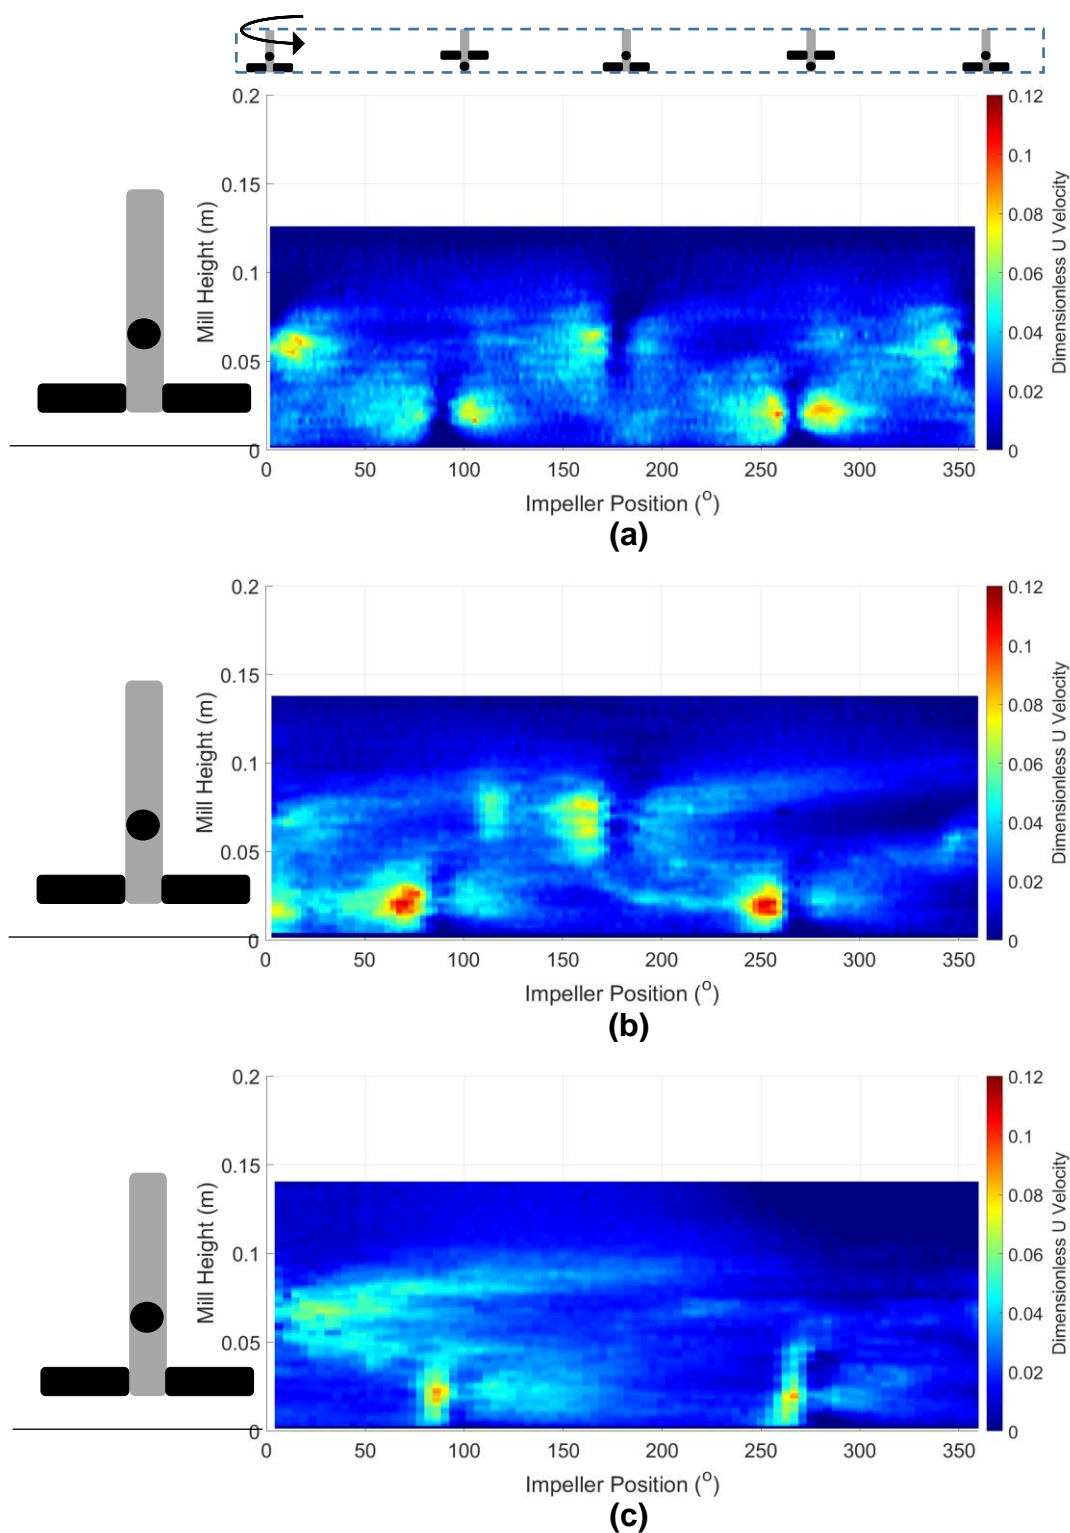 0.2
0.15
0.1
0.05
0
Mill Height (m)
0 50 100 150 200 250 300 350
Impeller Position (o)
0.12
0.1
0.08
0.06
0.04
0.02
0
Dimensionless U Velocity
(a)
0.2
0.15
0.1
0.05
0
Mill Height (m)
0 50 100 150 200 250 300 350
Impeller Position (o)
0.12
0.1
0.08
0.06
0.04
0.02
0
Dimensionless U Velocity
(b)
0.2
0.15
0.1
0.05
0
Mill Height (m)
0 50 100 150 200 250 300 350
Impeller Position (o)
0.12
0.1
0.08
0.06
0.04
0.02
0
Dimensionless U Velocity
(c)